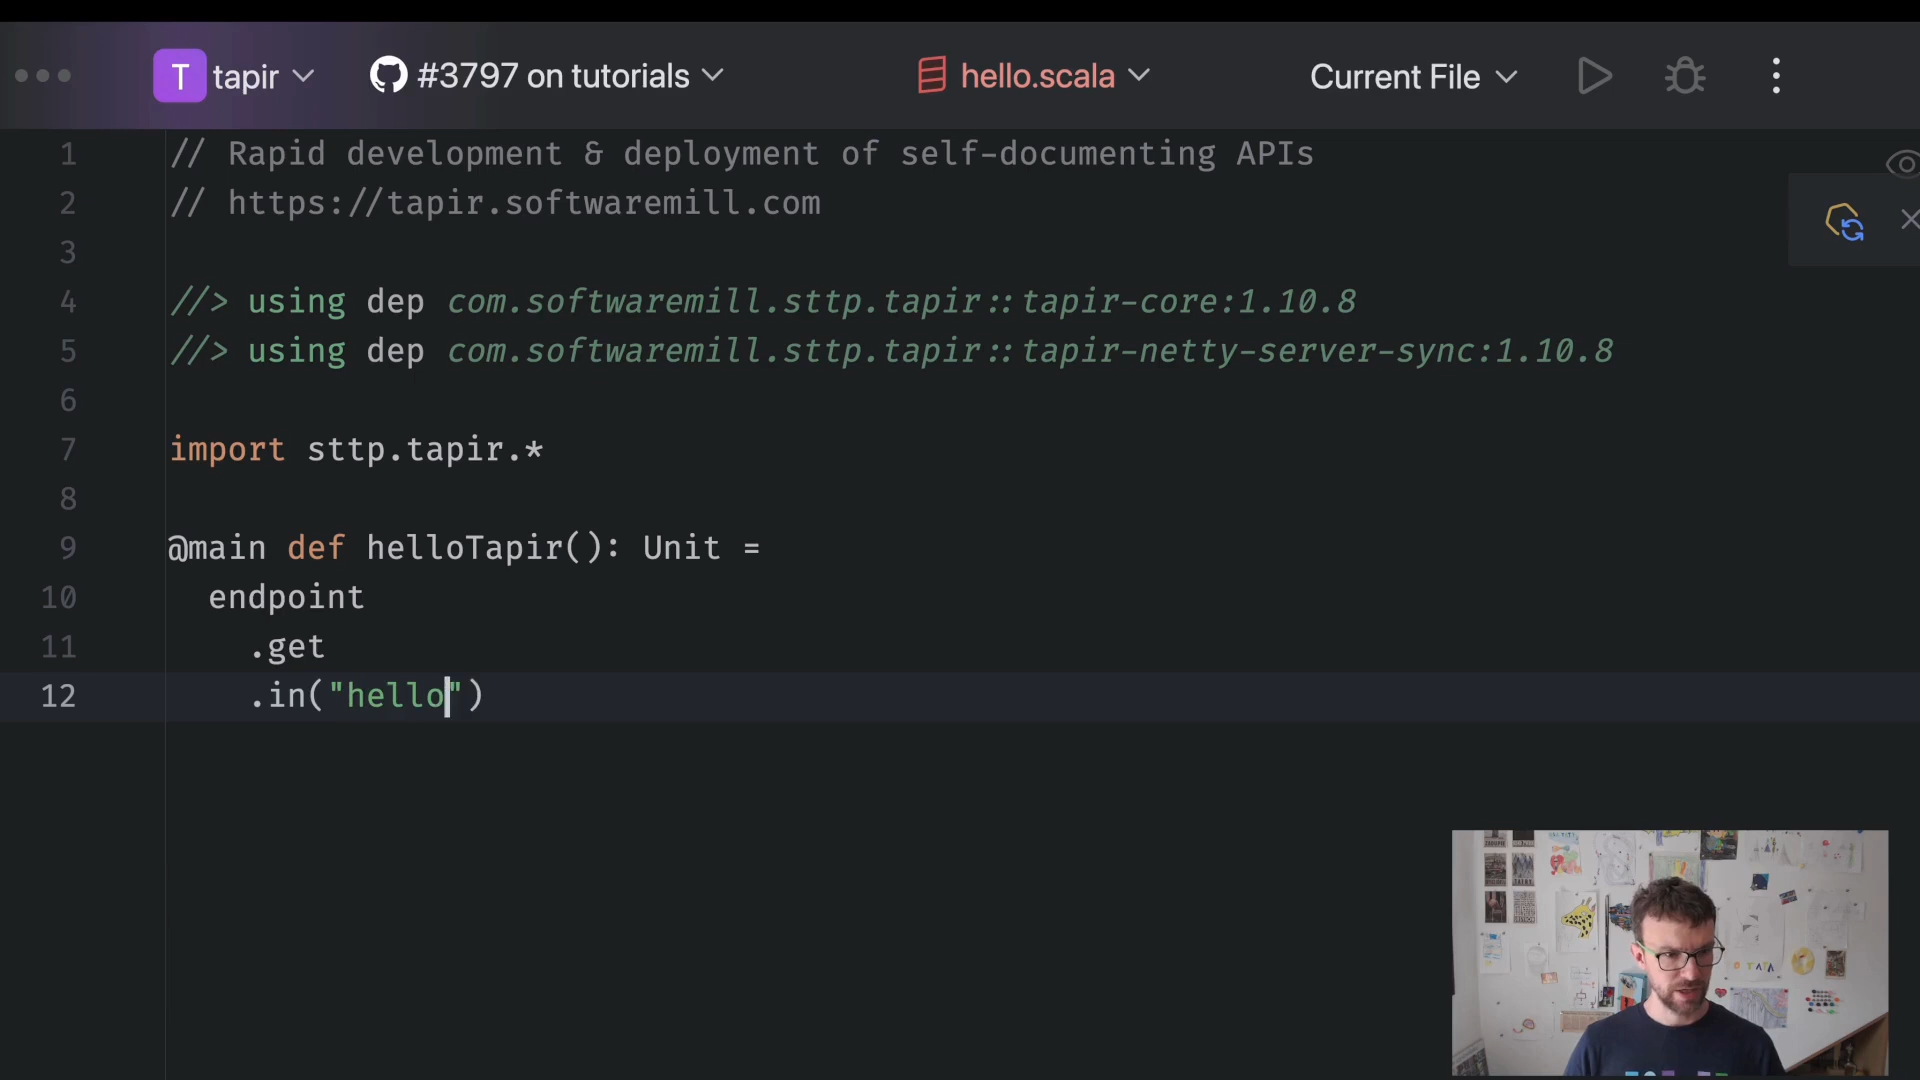 T tapir #3797 on tutorials hello.scala Current File
1 // Rapid development & deployment of self-documenting APIs
2 // https://tapir.softwaremill.com
3
4 //> using dep com.softwaremill.sttp.tapir::tapir-core:1.10.8
5 //> using dep com.softwaremill.sttp.tapir::tapir-netty-server-sync:1.10.8
6
7 import sttp.tapir.*
8
9 @main def helloTapir(): Unit =
10 endpoint
11 .get
12 .in("hello")